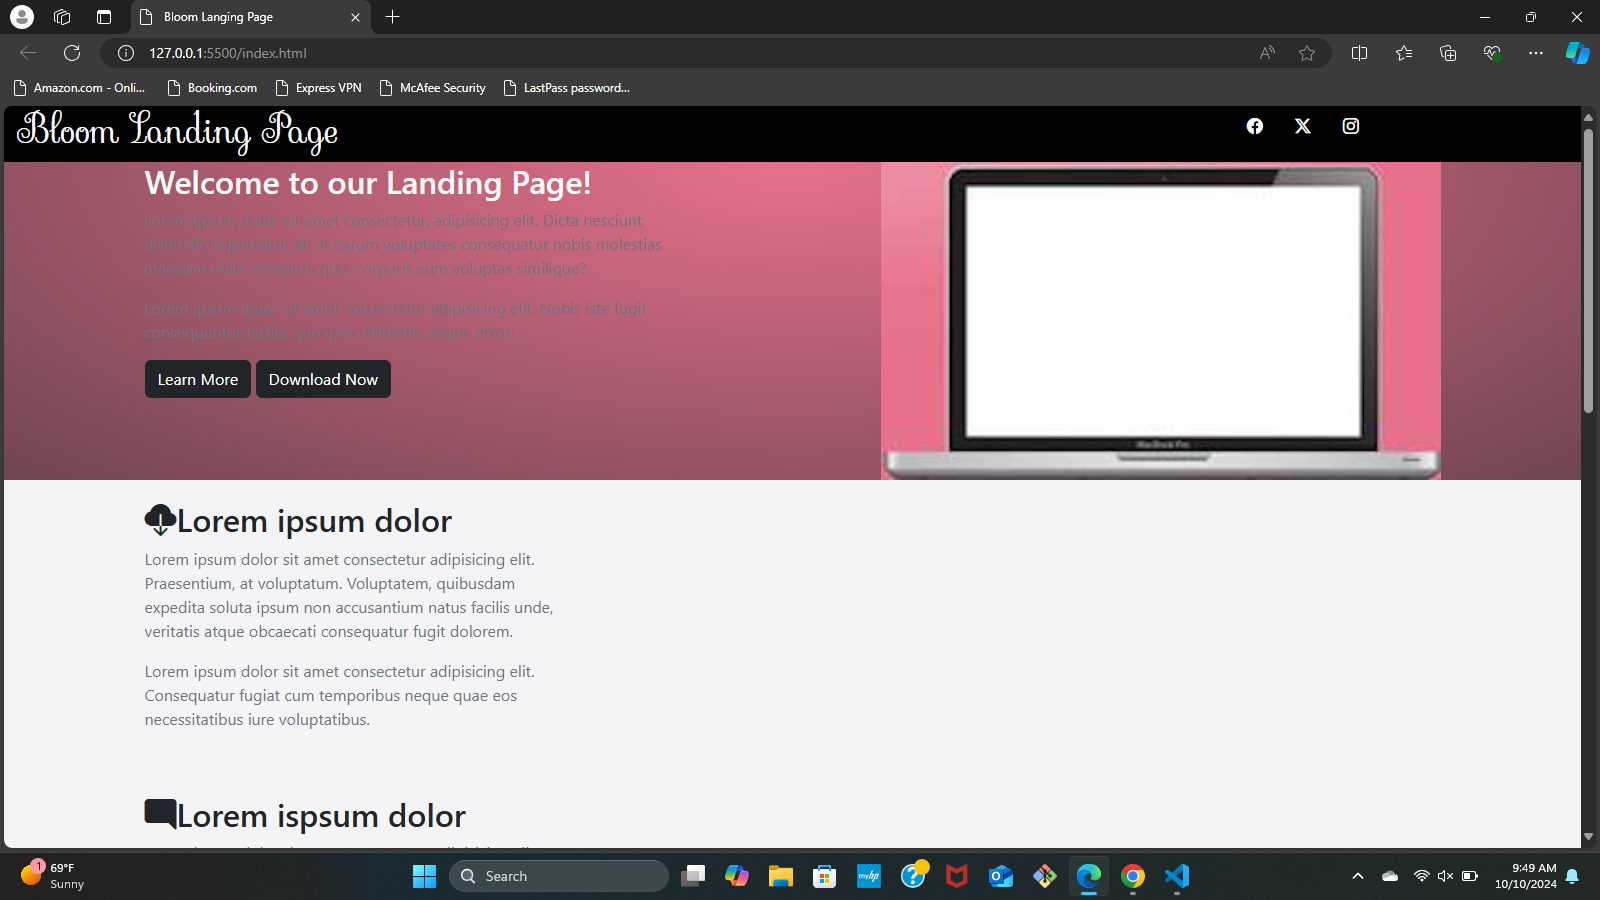 Bloom Langing Page
127.0.0.1:5500/index.html
Amazon.com - Onli...
Booking.com
Express VPN
McAfee Security
LastPass password...
Bloom Landing Page
Welcome to our Landing Page!
Lorem ipsum dolor sit amet consectetur, adipisicing elit. Dicta nesciunt
distinctio aspernatur ab at earum voluptates consequatur nobis molestias
magnam nulla excepturi quo, corporis eum voluptas similique?
Lorem ipsum dolor sit amet consectetur adipisicing elit. Nobis iste fugit
consequuntur facilis quo ipsa distinctio eaque error!
Learn More
Download Now
MacBook Pro
Lorem ipsum dolor
Lorem ipsum dolor sit amet consectetur adipisicing elit.
Praesentium, at voluptatum. Voluptatem, quibusdam
expedita soluta ipsum non accusantium natus facilis unde,
veritatis atque obcaecati consequatur fugit dolorem.
Lorem ipsum dolor sit amet consectetur adipisicing elit.
Consequatur fugiat cum temporibus neque quae eos
necessitatibus iure voluptatibus.
Lorem ispsum dolor
1
69°F
Sunny
Search
myhp
9:49 AM
10/10/2024